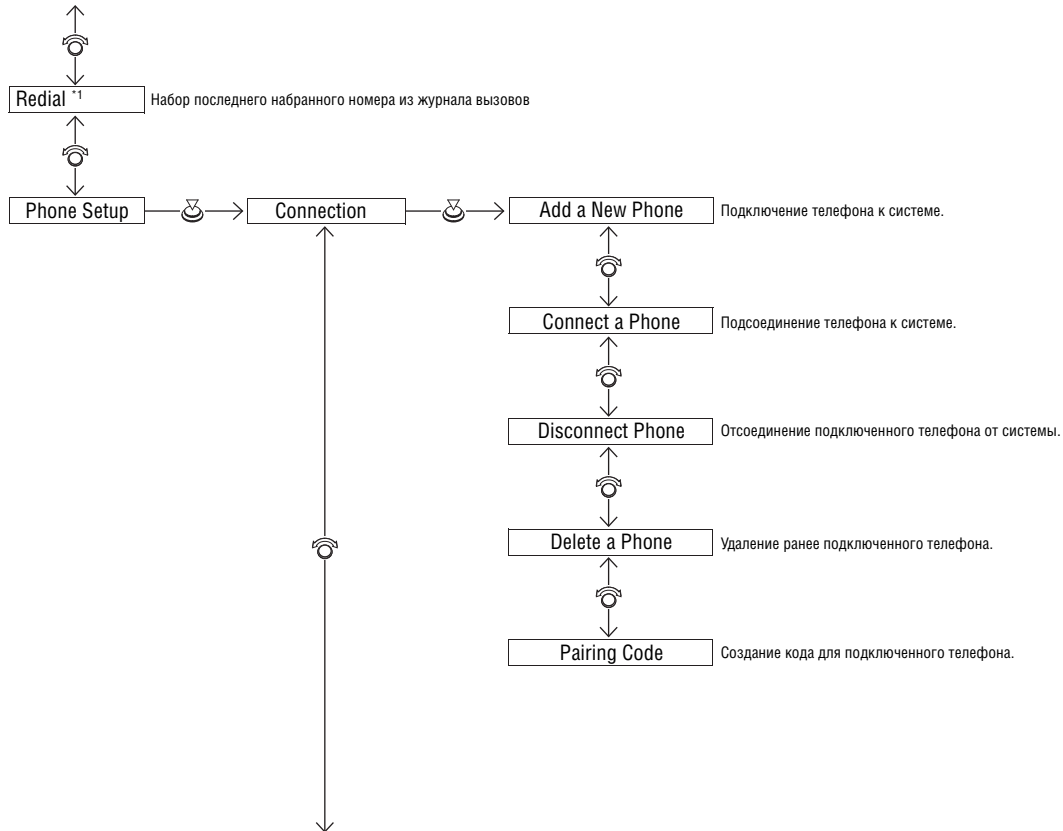 Redial *1 Набор последнего набранного номера из журнала вызовов
Phone Setup Connection Add a New Phone Подключение телефона к системе.
Connect a Phone Подсоединение телефона к системе.
Disconnect Phone Отсоединение подключенного телефона от системы.
Delete a Phone Удаление ранее подключенного телефона.
Pairing Code Создание кода для подключенного телефона.